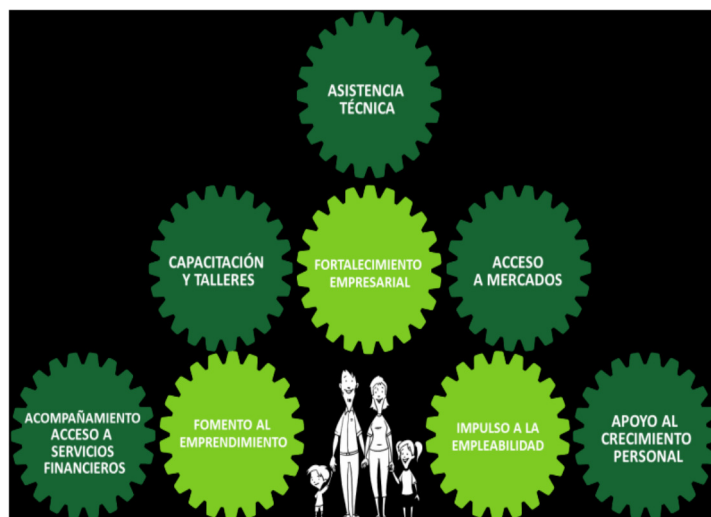 ASISTENCIA
TÉCNICA
CAPACITACIÓN
Y TALLERES
FORTALECIMIENTO
EMPRESARIAL
ACCESO
A MERCADOS
ACOMPAÑAMIENTO
ACCESO A
SERVICIOS
FINANCIEROS
FOMENTO AL
EMPRENDIMIENTO
IMPULSO A LA
EMPLEABILIDAD
APOYO AL
CRECIMIENTO
PERSONAL